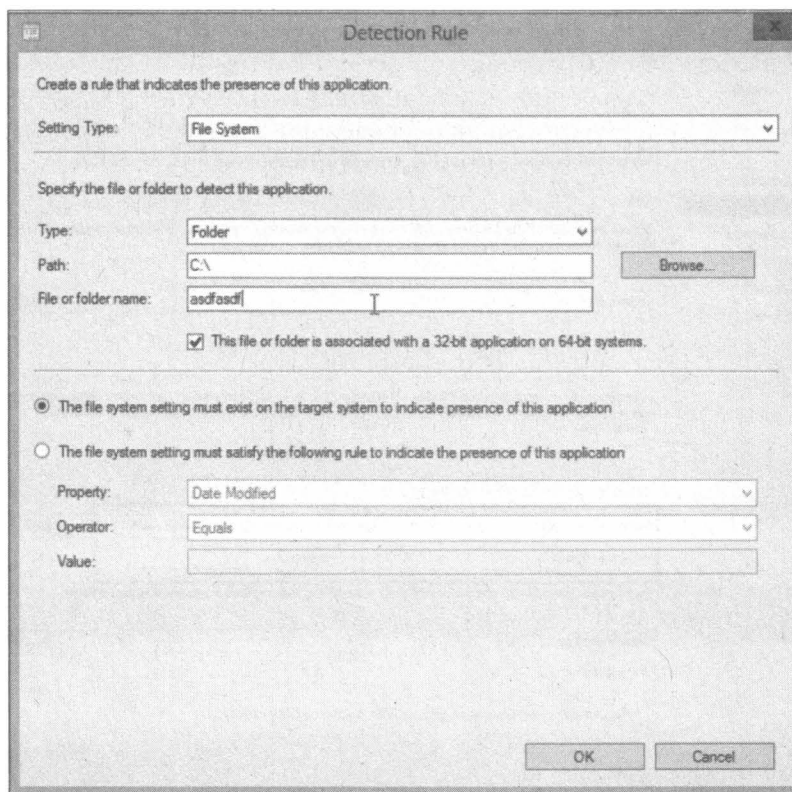 Detection Rule
Create a rule that indicates the presence of this application.
Setting Type: File System
Specify the file or folder to detect this application.
Type: Folder
Path: C:\ Browse...
File or folder name: asdfasdf
This file or folder is associated with a 32-bit application on 64-bit systems.
The file system setting must exist on the target system to indicate presence of this application
The file system setting must satisfy the following rule to indicate the presence of this application
Property: Date Modified
Operator: Equals
Value:
OK Cancel